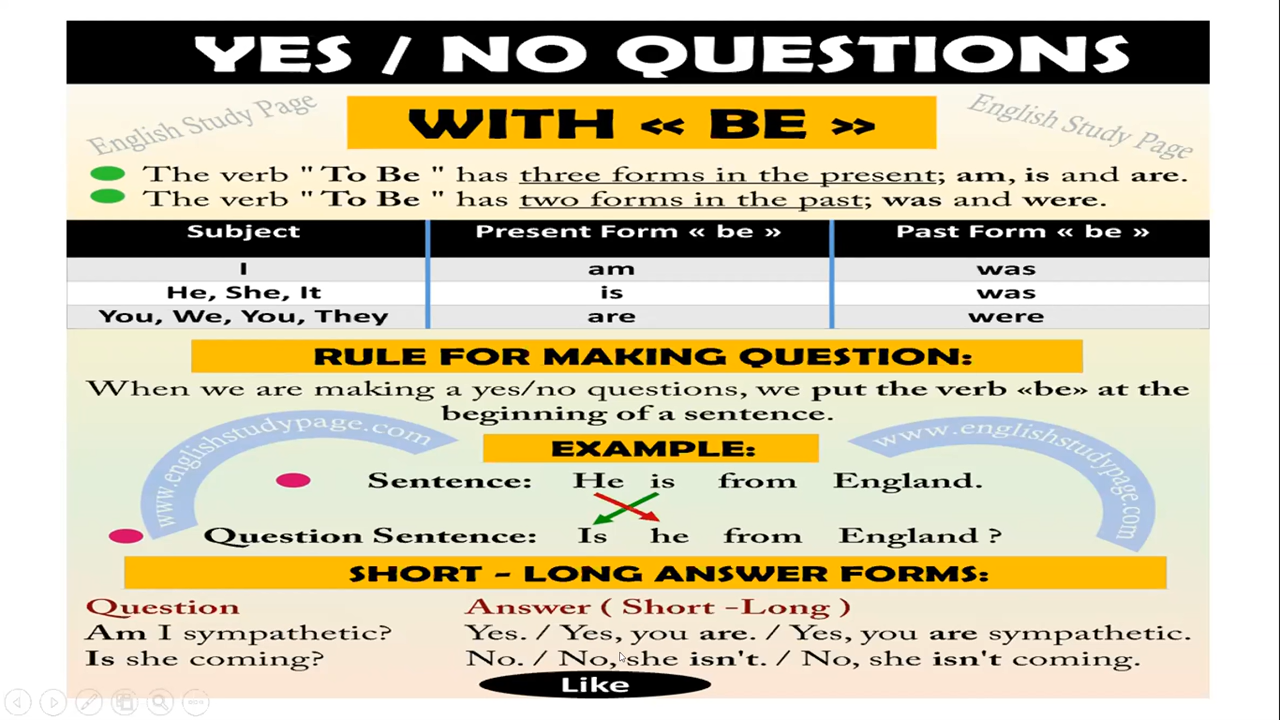 YES / NO QUESTIONS
English Study Page
WITH « BE »
English Study Page
The verb " To Be " has three forms in the present; am, is and are.
The verb " To Be " has two forms in the past; was and were.
Subject Present Form « be » Past Form « be »
I am was
He, She, It is was
You, We, You, They are were
RULE FOR MAKING QUESTION:
When we are making a yes/no questions, we put the verb «be» at the
beginning of a sentence.
www.englishstudypage.com
www.englishstudypage.com
EXAMPLE:
Sentence: He is from England.
Question Sentence: Is he from England ?
SHORT - LONG ANSWER FORMS:
Question Answer ( Short -Long )
Am I sympathetic? Yes. / Yes, you are. / Yes, you are sympathetic.
Is she coming? No. / No, she isn't. / No, she isn't coming.
Like